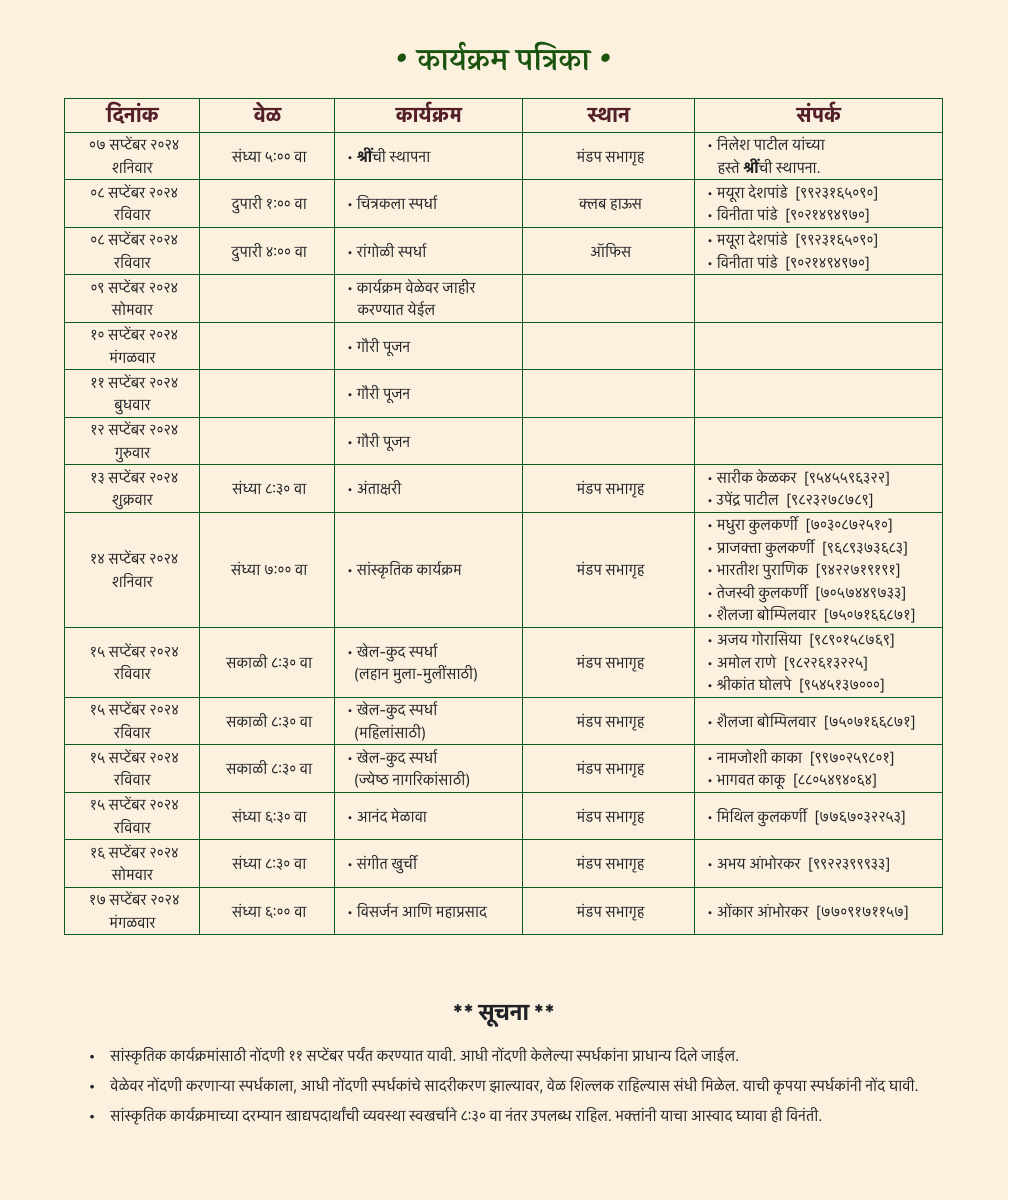 • कार्यक्रम पत्रिका •
दिनांक वेळ कार्यक्रम स्थान संपर्क
०७ सप्टेंबर २०२४
शनिवार
संध्या ५:०० वा
• श्रींची स्थापना
मंडप सभागृह
• निलेश पाटील यांच्या
हस्ते श्रींची स्थापना.
०८ सप्टेंबर २०२४
रविवार
दुपारी १:०० वा
• चित्रकला स्पर्धा
क्लब हाऊस
• मयूरा देशपांडे [९९२३१६५०९०]
• विनीता पांडे [९०२१४९४९७०]
०८ सप्टेंबर २०२४
रविवार
दुपारी ४:०० वा
• रांगोळी स्पर्धा
ऑफिस
• मयूरा देशपांडे [९९२३१६५०९०]
• विनीता पांडे [९०२१४९४९७०]
०९ सप्टेंबर २०२४
सोमवार
• कार्यक्रम वेळेवर जाहीर
करण्यात येईल
१० सप्टेंबर २०२४
मंगळवार
• गौरी पूजन
११ सप्टेंबर २०२४
बुधवार
• गौरी पूजन
१२ सप्टेंबर २०२४
गुरुवार
• गौरी पूजन
१३ सप्टेंबर २०२४
शुक्रवार
संध्या ८:३० वा
• अंताक्षरी
मंडप सभागृह
• सारीक केळकर [९५४५५९६३२२]
• उपेंद्र पाटील [९८२३२७८७८९]
१४ सप्टेंबर २०२४
शनिवार
संध्या ७:०० वा
• सांस्कृतिक कार्यक्रम
मंडप सभागृह
• मधुरा कुलकर्णी [७०३०८७२५१०]
• प्राजक्ता कुलकर्णी [९६८९३७३६८३]
• भारतीश पुराणिक [९४२२७१९१९१]
• तेजस्वी कुलकर्णी [७०५७४४९७३३]
• शैलजा बोम्पिलवार [७५०७१६६८७१]
१५ सप्टेंबर २०२४
रविवार
सकाळी ८:३० वा
• खेल-कुद स्पर्धा
(लहान मुला-मुलींसाठी)
मंडप सभागृह
• अजय गोरासिया [९८९०१५८७६९]
• अमोल राणे [९८२२६१३२२५]
• श्रीकांत घोलपे [९५४५१३७०००]
१५ सप्टेंबर २०२४
रविवार
सकाळी ८:३० वा
• खेल-कुद स्पर्धा
(महिलांसाठी)
मंडप सभागृह
• शैलजा बोम्पिलवार [७५०७१६६८७१]
१५ सप्टेंबर २०२४
रविवार
सकाळी ८:३० वा
• खेल-कुद स्पर्धा
(ज्येष्ठ नागरिकांसाठी)
मंडप सभागृह
• नामजोशी काका [९९७०२५९८०१]
• भागवत काकू [८८०५४९४०६४]
१५ सप्टेंबर २०२४
रविवार
संध्या ६:३० वा
• आनंद मेळावा
मंडप सभागृह
• मिथिल कुलकर्णी [७७६७०३२२५३]
१६ सप्टेंबर २०२४
सोमवार
संध्या ८:३० वा
• संगीत खुर्ची
मंडप सभागृह
• अभय आंभोरकर [९९२२३९९९३३]
१७ सप्टेंबर २०२४
मंगळवार
संध्या ६:०० वा
• विसर्जन आणि महाप्रसाद
मंडप सभागृह
• ओंकार आंभोरकर [७७०९१७११५७]
** सूचना **
• सांस्कृतिक कार्यक्रमांसाठी नोंदणी ११ सप्टेंबर पर्यंत करण्यात यावी. आधी नोंदणी केलेल्या स्पर्धकांना प्राधान्य दिले जाईल.
• वेळेवर नोंदणी करणाऱ्या स्पर्धकाला, आधी नोंदणी स्पर्धकांचे सादरीकरण झाल्यावर, वेळ शिल्लक राहिल्यास संधी मिळेल. याची कृपया स्पर्धकांनी नोंद घावी.
• सांस्कृतिक कार्यक्रमाच्या दरम्यान खाद्यपदार्थांची व्यवस्था स्वखर्चाने ८:३० वा नंतर उपलब्ध राहिल. भक्तांनी याचा आस्वाद घ्यावा ही विनंती.